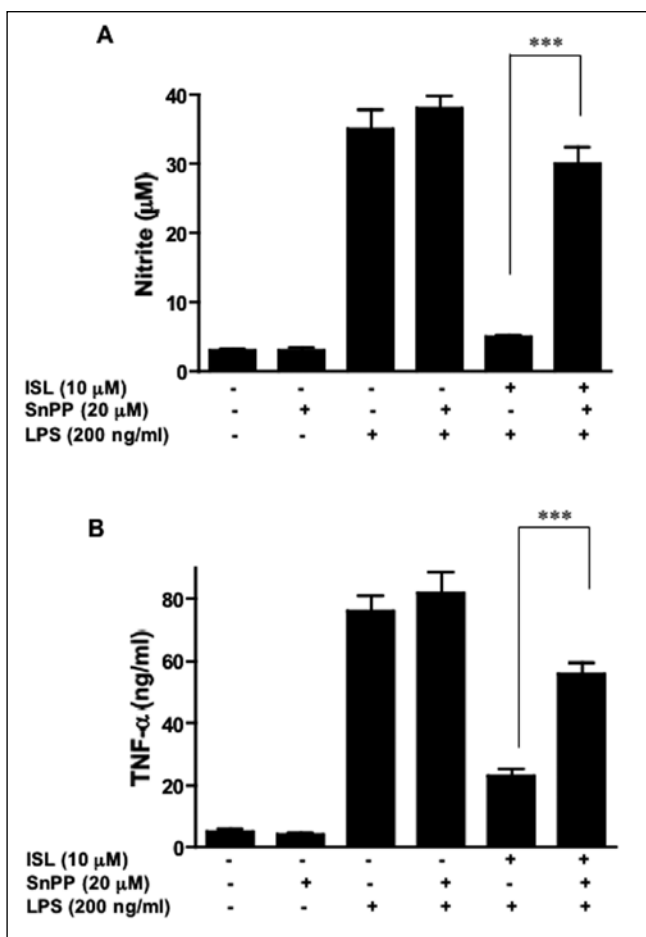 A
***
40
30
20
10
0
Nitrite (μM)
ISL (10 μM) - - - - + +
SnPP (20 μM) - + - + - +
LPS (200 ng/ml) - - + + + +
B
***
80
60
40
20
0
TNF-α (ng/ml)
ISL (10 μM) - - - - + +
SnPP (20 μM) - + - + - +
LPS (200 ng/ml) - - + + + +